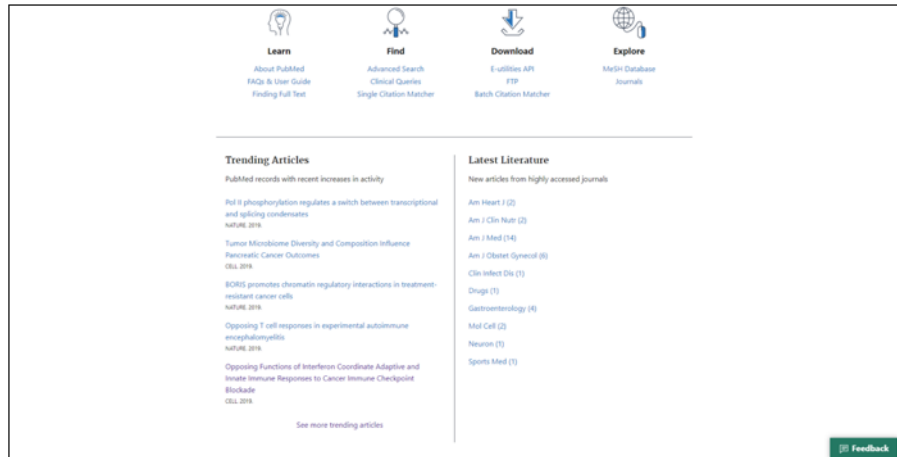 Learn
Find
Download
Explore
About PubMed
Advanced Search
E-utilities API
MeSH Database
FAQs & User Guide
Clinical Queries
FTP
Journals
Finding Full Text
Single Citation Matcher
Batch Citation Matcher
Trending Articles
PubMed records with recent increases in activity
Pol II phosphorylation regulates a switch between transcriptional
and splicing condensates
NATURE. 2019.
Tumor Microbiome Diversity and Composition Influence
Pancreatic Cancer Outcomes
CELL. 2019.
BORIS promotes chromatin regulatory interactions in treatment-
resistant cancer cells
NATURE. 2019.
Opposing T cell responses in experimental autoimmune
encephalomyelitis
NATURE. 2019.
Opposing Functions of Interferon Coordinate Adaptive and
Innate Immune Responses to Cancer Immune Checkpoint
Blockade
CELL. 2019.
See more trending articles
Latest Literature
New articles from highly accessed journals
Am Heart J (2)
Am J Clin Nutr (2)
Am J Med (14)
Am J Obstet Gynecol (6)
Clin Infect Dis (1)
Drugs (1)
Gastroenterology (4)
Mol Cell (2)
Neuron (1)
Sports Med (1)
Feedback